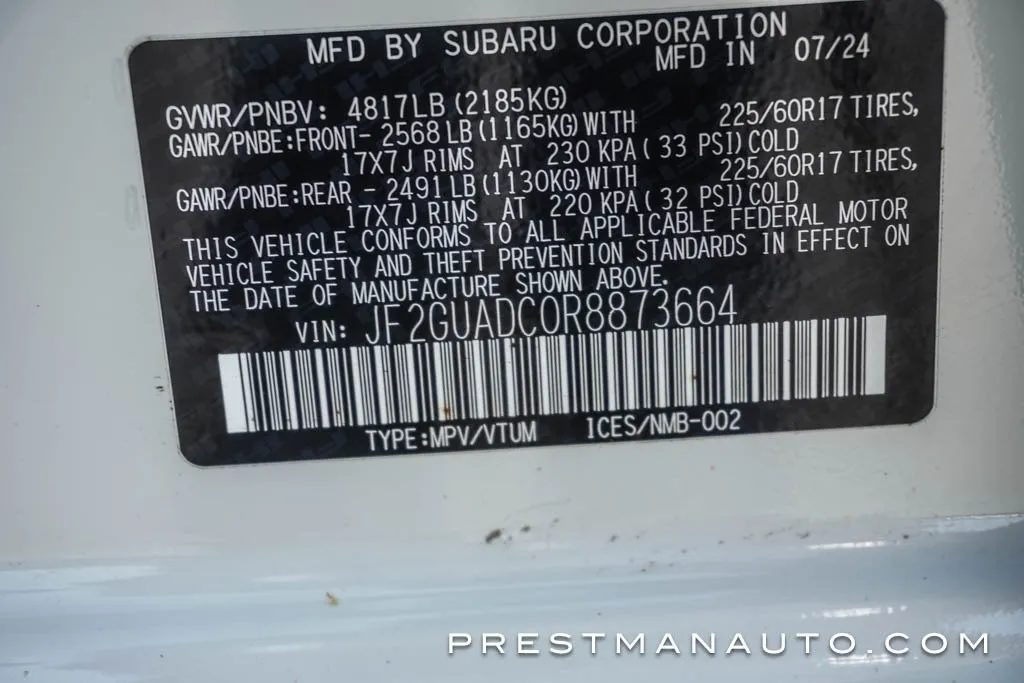 MFD BY SUBARU CORPORATION
MFD IN 07/24
GVWR/PNBV: 4817LB (2185KG)
GAWR/PNBE:FRONT- 2568 LB (1165KG) WITH 225/60R17 TIRES,
17X7J RIMS AT 230 KPA ( 33 PSI) COLD
GAWR/PNBE:REAR - 2491 LB (1130KG) WITH 225/60R17 TIRES,
17X7J RIMS AT 220 KPA ( 32 PSI) COLD
THIS VEHICLE CONFORMS TO ALL APPLICABLE FEDERAL MOTOR
VEHICLE SAFETY AND THEFT PREVENTION STANDARDS IN EFFECT ON
THE DATE OF MANUFACTURE SHOWN ABOVE.
VIN: JF2GUADC0R8873664
TYPE:MPV/VTUM ICES/NMB-002
PRESTMANAUTO.COM